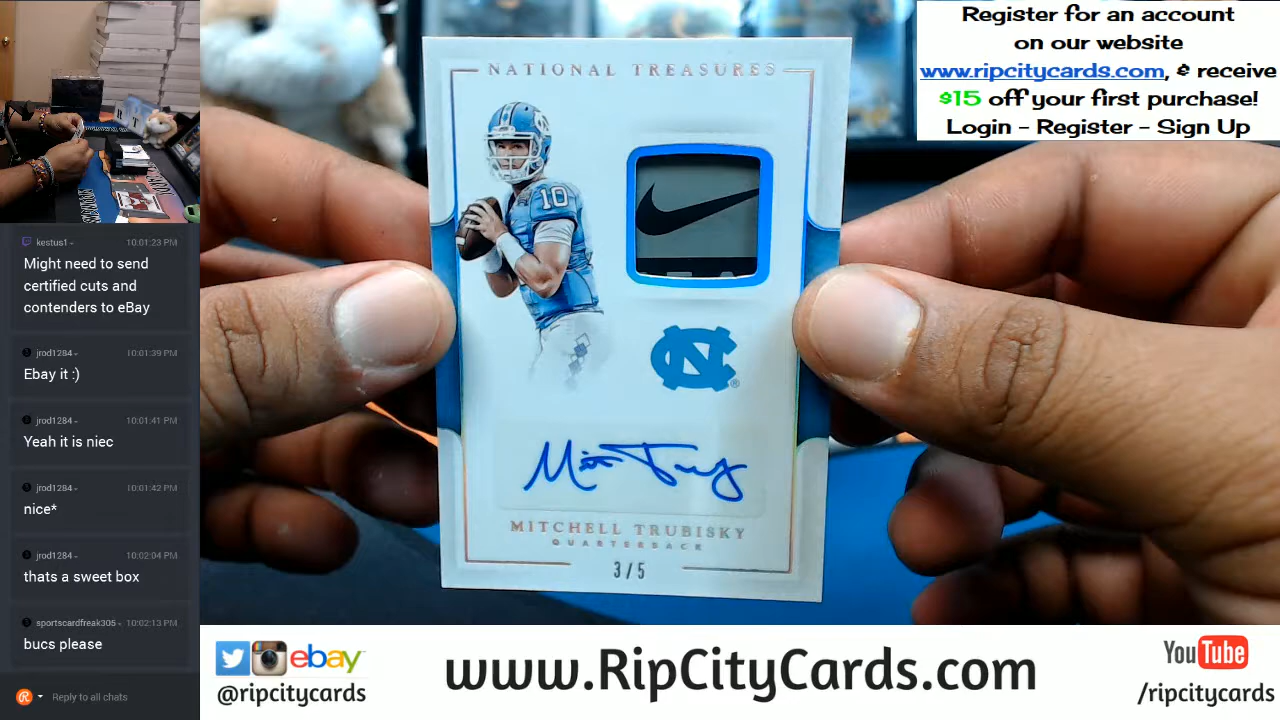 Register for an account
on our website
www.ripcitycards.com, & receive
$15 off your first purchase!
Login - Register - Sign Up
kestus1 10:01:23 PM
Might need to send
certified cuts and
contenders to eBay
jrod1284 10:01:39 PM
Ebay it :)
jrod1284 10:01:41 PM
Yeah it is niec
jrod1284 10:01:42 PM
nice*
jrod1284 10:02:04 PM
thats a sweet box
sportscardfreak305 10:02:13 PM
bucs please
Reply to all chats
NATIONAL TREASURES
10
NC
MITCHELL TRUBISKY
QUARTERBACK
3/5
ebay
@ripcitycards
www.RipCityCards.com
YouTube
/ripcitycards